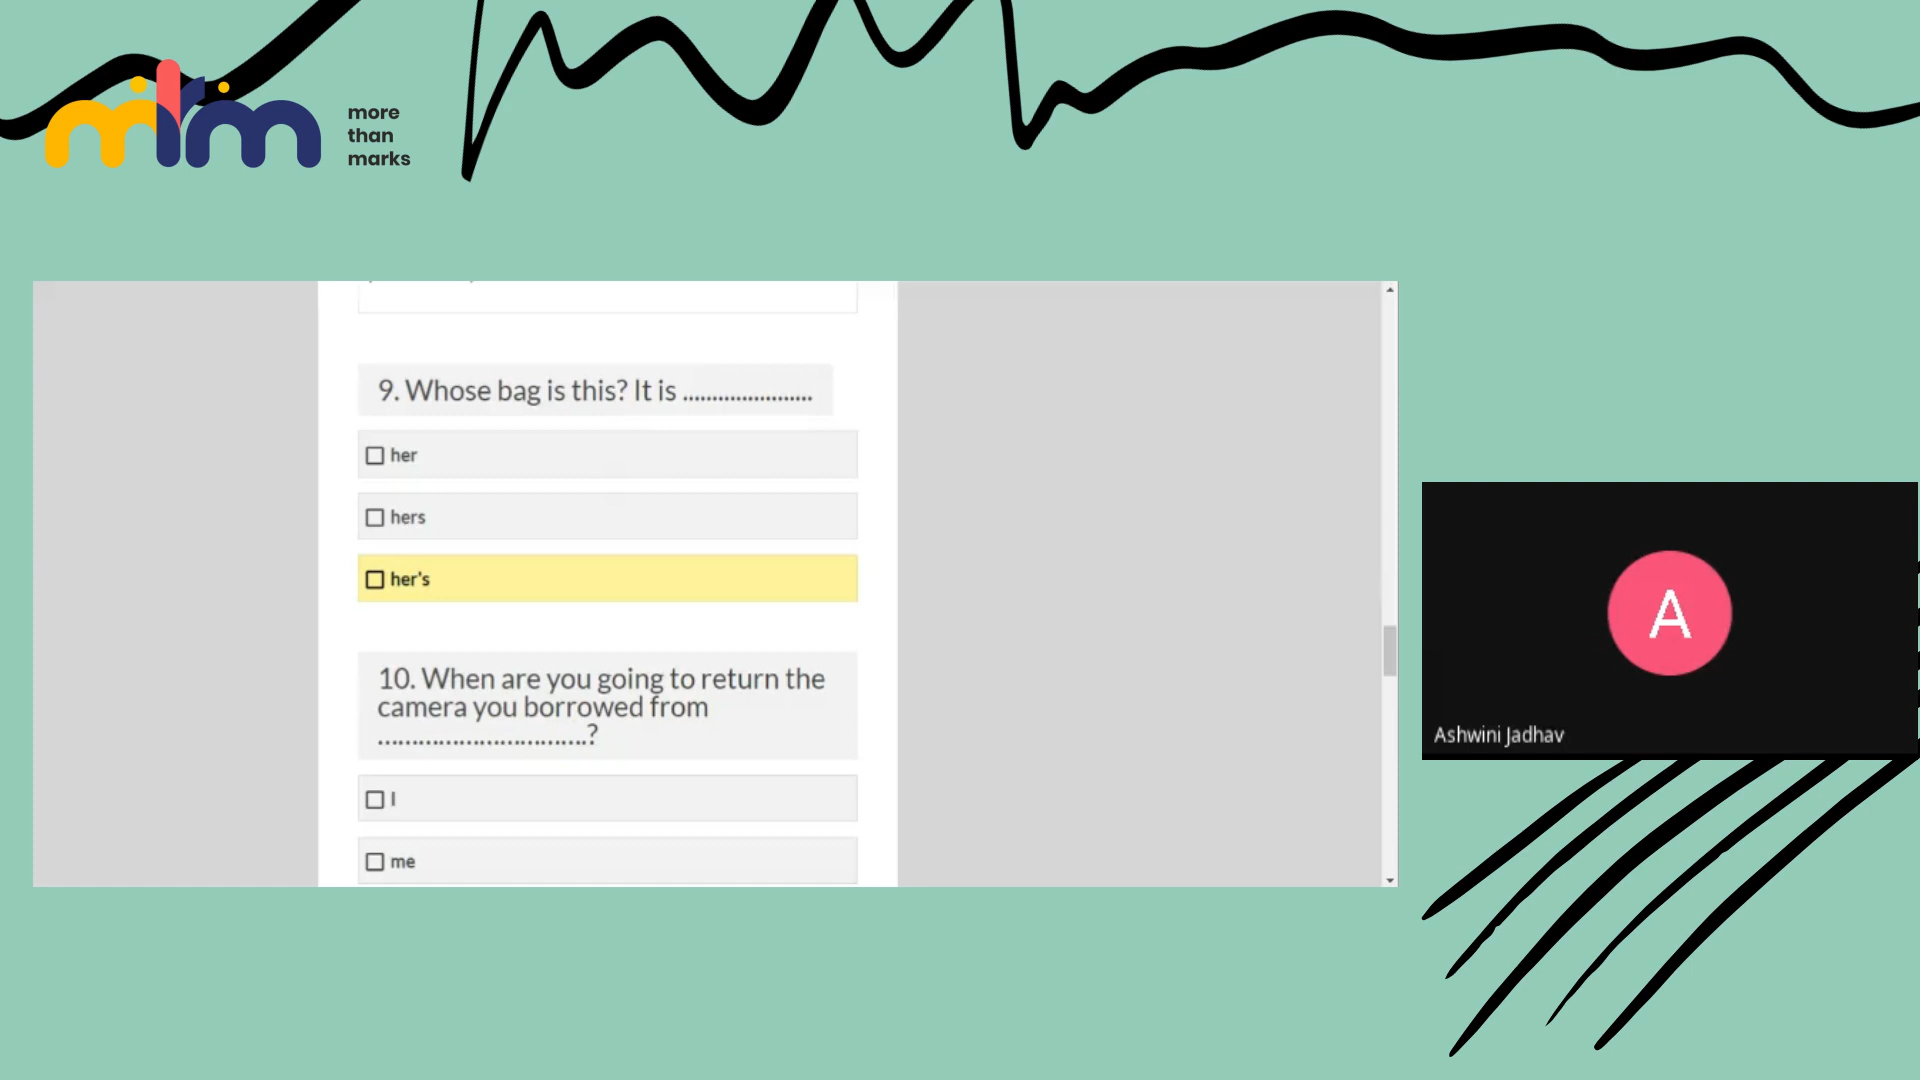 mtm
more
than
marks
9. Whose bag is this? It is ......................
her
hers
her's
10. When are you going to return the
camera you borrowed from
....................................?
I
me
A
Ashwini Jadhav